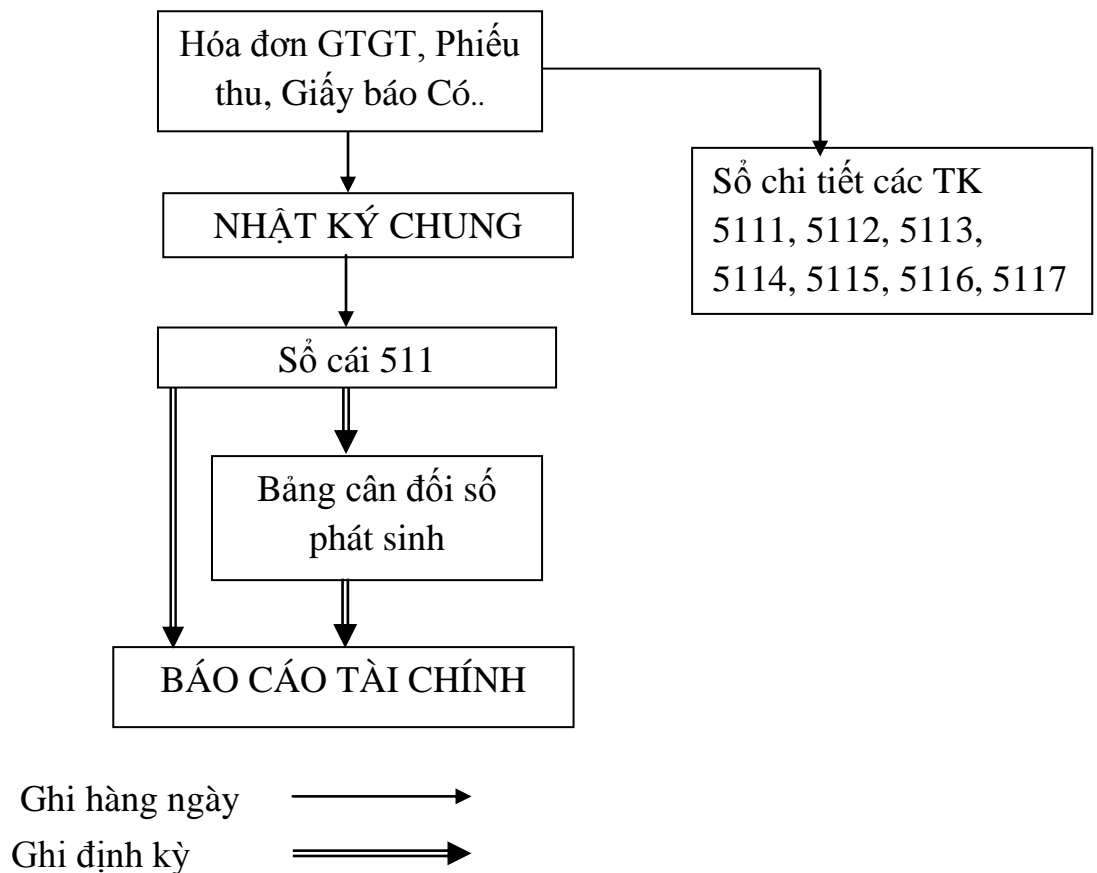 Hóa đơn GTGT, Phiếu
thu, Giấy báo Có..
Sổ chi tiết các TK
5111, 5112, 5113,
5114, 5115, 5116, 5117
NHẬT KÝ CHUNG
Sổ cái 511
Bảng cân đối số
phát sinh
BÁO CÁO TÀI CHÍNH
Ghi hàng ngày
Ghi định kỳ